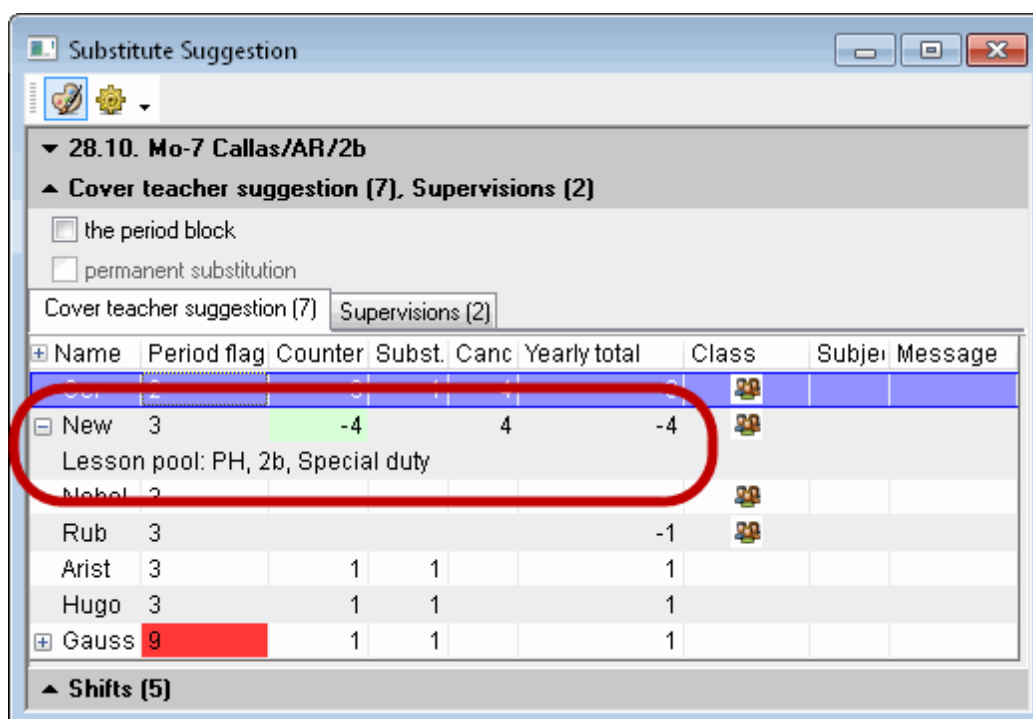 Substitute Suggestion
28.10. Mo-7 Callas/AR/2b
Cover teacher suggestion (7), Supervisions (2)
the period block
permanent substitution
Cover teacher suggestion (7) Supervisions (2)
Name Period flag Counter Subst. Canc Yearly total Class Subje Message
New 3 -4 4 -4
Lesson pool: PH, 2b, Special duty
Nobel
Rub 3 -1
Arist 3 1 1 1
Hugo 3 1 1 1
Gauss 9 1 1 1
Shifts (5)